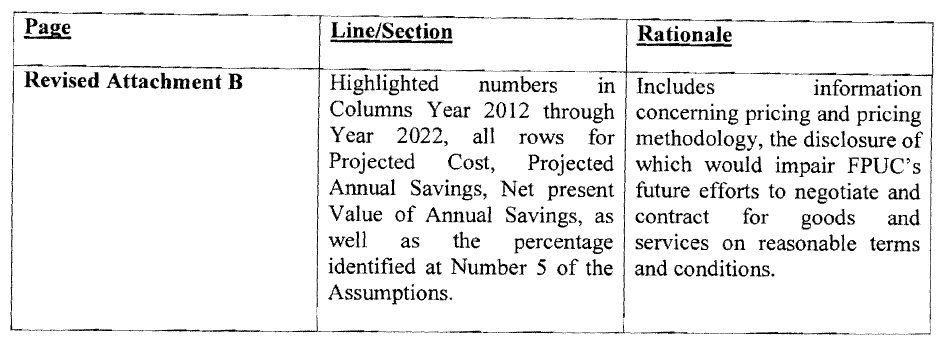 Page
Line/Section
Rationale
Revised Attachment B
Highlighted numbers in
Columns Year 2012 through
Year 2022, all rows for
Projected Cost, Projected
Annual Savings, Net present
Value of Annual Savings, as
well as the percentage
identified at Number 5 of the
Assumptions.
Includes information
concerning pricing and pricing
methodology, the disclosure of
which would impair FPUC's
future efforts to negotiate and
contract for goods and
services on reasonable terms
and conditions.